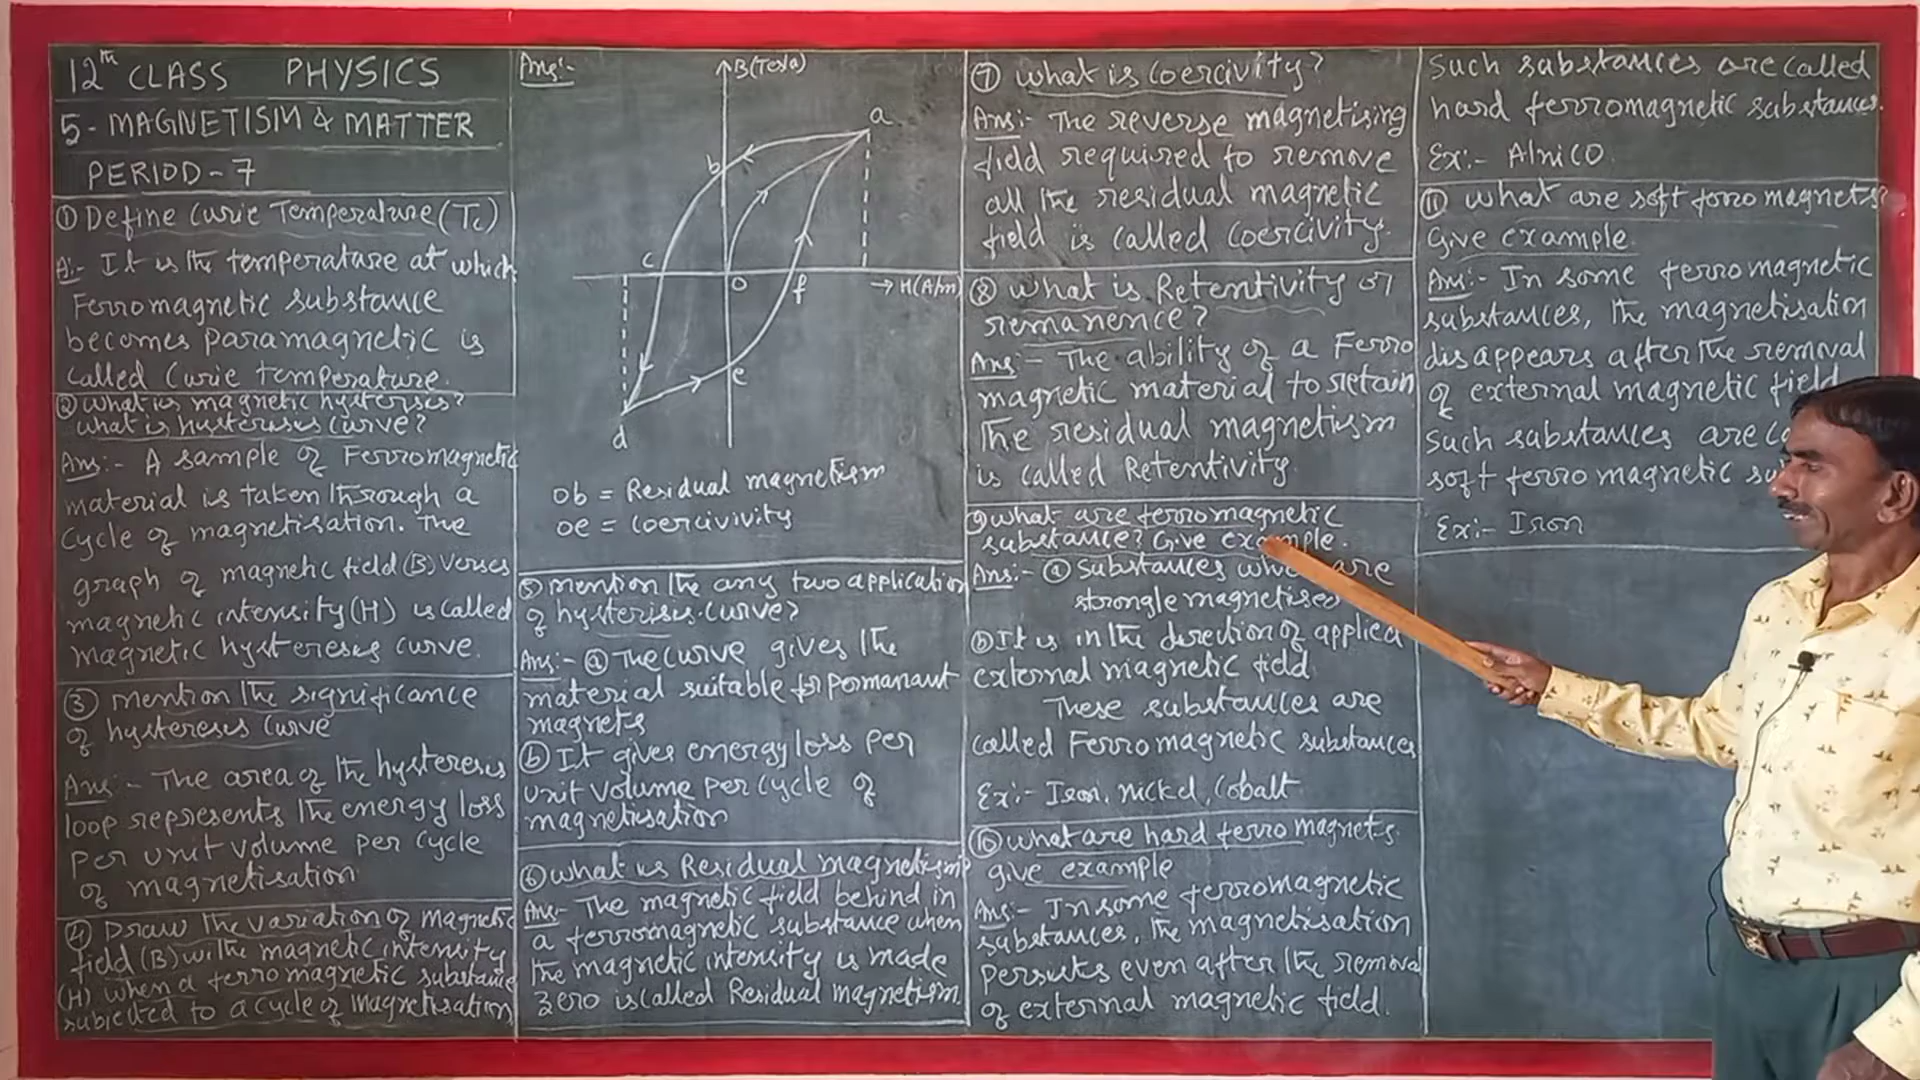 12th CLASS PHYSICS
5 - MAGNETISM & MATTER
PERIOD - 7
① Define Curie Temperature (Tc)
A:- It is the temperature at which
Ferromagnetic substance
becomes paramagnetic is
called Curie temperature.
② What is magnetic hysterisis?
what is hysteresis curve?
Ans:- A sample of Ferromagnetic
material is taken through a
Cycle of magnetisation. The
graph of magnetic field (B) Verses
magnetic intensity (H) is called
magnetic hysteresis curve.
③ mention the significance
of hystereses Curve
Ans:- The area of the hystereses
loop represents the energy loss
per unit volume per cycle
of magnetisation
④ Draw the variation of magnetic
field (B) with magnetic intensity
(H) when a ferro magnetic substance
subjected to a cycle of magnetisation
Ans:-
B(Tesla)
a
b
c
O
f
→ H(A/m)
e
d
ob = Residual magnetism
oe = coercivivity
⑤ mention the any two application
of hysterises curve?
Ans:- ⓐ The curve gives the
material suitable for permanant
magnets
ⓑ It gives energy loss per
unit volume per cycle of
magnetisation
⑥ what is Residual magnetism?
Ans:- The magnetic field behind in
a ferromagnetic substance when
the magnetic intensity is made
zero is called Residual magnetism.
⑦ what is Coercivity?
Ans:- The reverse magnetising
field required to remove
all the residual magnetic
field is called Coercivity.
⑧ what is Retentivity or
remanence?
Ans:- The ability of a Ferro
magnetic material to retain
the residual magnetism
is called Retentivity.
⑨ what are ferromagnetic
substance? Give example.
Ans:- ⓐ Substances are
strongle magnetised
ⓑ It is in the direction of applied
external magnetic field.
These substances are
called Ferromagnetic substances
Ex:- Iron, nickel, Cobalt
⑩ what are hard ferro magnets
give example
Ans:- In some ferromagnetic
substances, the magnetisation
persists even after the removal
of external magnetic field.
Such substances are called
hard ferromagnetic substances.
Ex:- Alnico.
⑪ what are soft ferro magnets?
Give example.
Ans:- In some ferromagnetic
substances, the magnetisation
disappears after the removal
of external magnetic field
Such substances are
soft ferro magnetic
Ex:- Iron